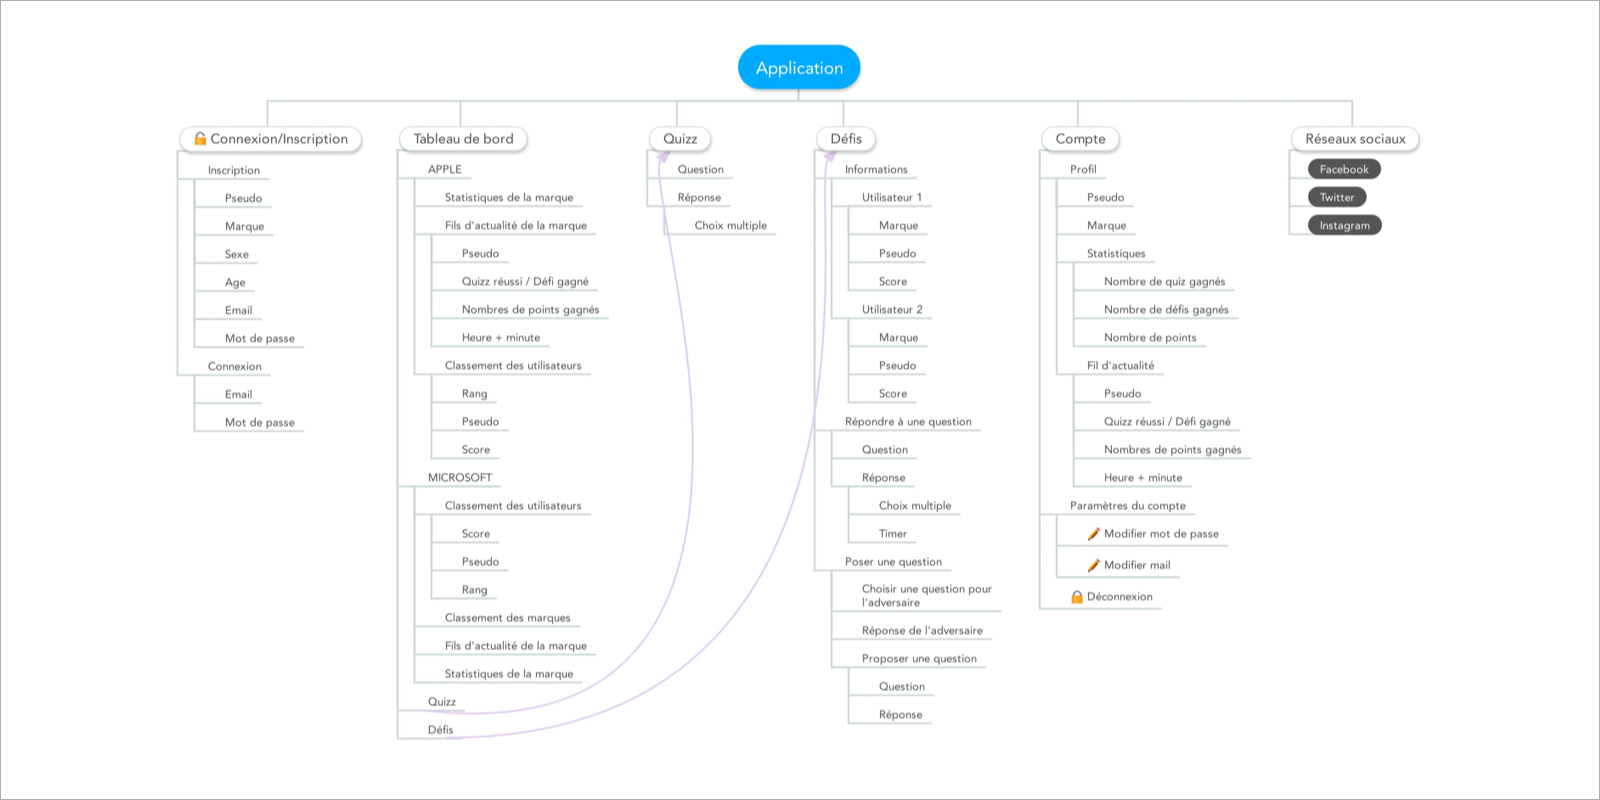 Application
Connexion/Inscription
Inscription
Pseudo
Marque
Sexe
Age
Email
Mot de passe
Connexion
Email
Mot de passe
Tableau de bord
APPLE
Statistiques de la marque
Fils d'actualité de la marque
Pseudo
Quizz réussi / Défi gagné
Nombres de points gagnés
Heure + minute
Classement des utilisateurs
Rang
Pseudo
Score
MICROSOFT
Classement des utilisateurs
Score
Pseudo
Rang
Classement des marques
Fils d'actualité de la marque
Statistiques de la marque
Quizz
Défis
Quizz
Question
Réponse
Choix multiple
Défis
Informations
Utilisateur 1
Marque
Pseudo
Score
Utilisateur 2
Marque
Pseudo
Score
Répondre à une question
Question
Réponse
Choix multiple
Timer
Poser une question
Choisir une question pour
l'adversaire
Réponse de l'adversaire
Proposer une question
Question
Réponse
Compte
Profil
Pseudo
Marque
Statistiques
Nombre de quiz gagnés
Nombre de défis gagnés
Nombre de points
Fil d'actualité
Pseudo
Quizz réussi / Défi gagné
Nombres de points gagnés
Heure + minute
Paramètres du compte
Modifier mot de passe
Modifier mail
Déconnexion
Réseaux sociaux
Facebook
Twitter
Instagram